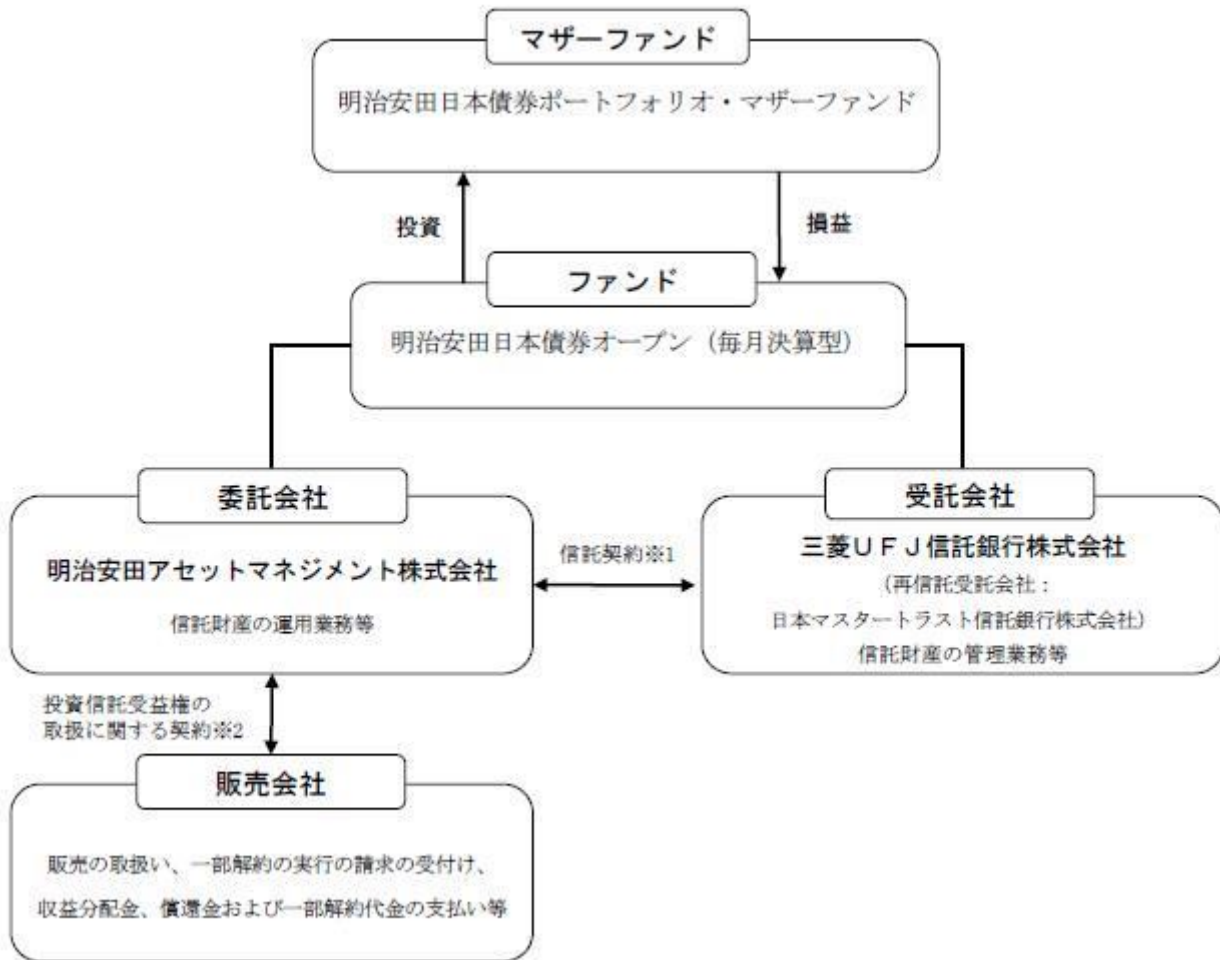 マザーファンド
明治安田日本債券ポートフォリオ・マザーファンド
投資
損益
ファンド
明治安田日本債券オープン（毎月決算型）
委託会社
明治安田アセットマネジメント株式会社
信託財産の運用業務等
信託契約※1
受託会社
三菱ＵＦＪ信託銀行株式会社
（再信託受託会社：
日本マスタートラスト信託銀行株式会社）
信託財産の管理業務等
投資信託受益権の
取扱に関する契約※2
販売会社
販売の取扱い、一部解約の実行の請求の受付け、
収益分配金、償還金および一部解約代金の支払い等